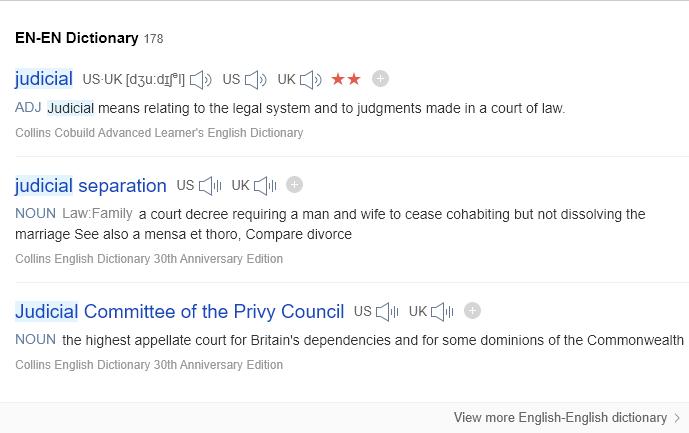 EN-EN Dictionary 178
judicial US·UK [dʒuːdɪʃᵊl] US UK
ADJ Judicial means relating to the legal system and to judgments made in a court of law.
Collins Cobuild Advanced Learner's English Dictionary
judicial separation US UK
NOUN Law:Family a court decree requiring a man and wife to cease cohabiting but not dissolving the
marriage See also a mensa et thoro, Compare divorce
Collins English Dictionary 30th Anniversary Edition
Judicial Committee of the Privy Council US UK
NOUN the highest appellate court for Britain's dependencies and for some dominions of the Commonwealth
Collins English Dictionary 30th Anniversary Edition
View more English-English dictionary